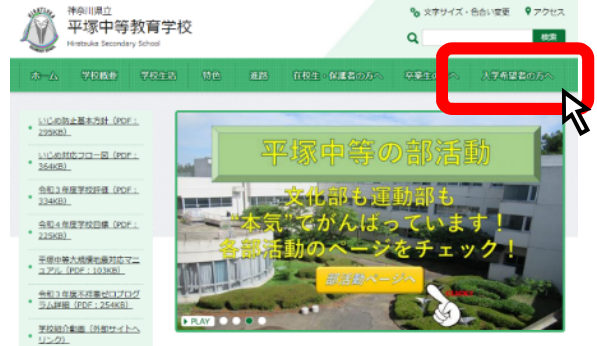 神奈川県立
平塚中等教育学校
Hiratsuka Secondary School
文字サイズ・色合い変更
アクセス
検索
ホーム
学校概要
学校生活
特色
進路
在校生・保護者の方へ
卒業生の
へ
入学希望者の方へ
いじめ防止基本方針（PDF：
295KB）
いじめ対応フロー図（PDF：
364KB）
令和3年度学校評価（PDF：
334KB）
令和4年度学校目標（PDF：
225KB）
平塚中等大規模地震対応マニ
ュアル（PDF：103KB）
令和3年度不祥事ゼロプログ
ラム詳細（PDF：254KB）
学校紹介動画（外部サイトへ
リンク）
平塚中等の部活動
文化部も運動部も
“本気”でがんばっています！
各部活動のページをチェック！
部活動ページへ
PLAY